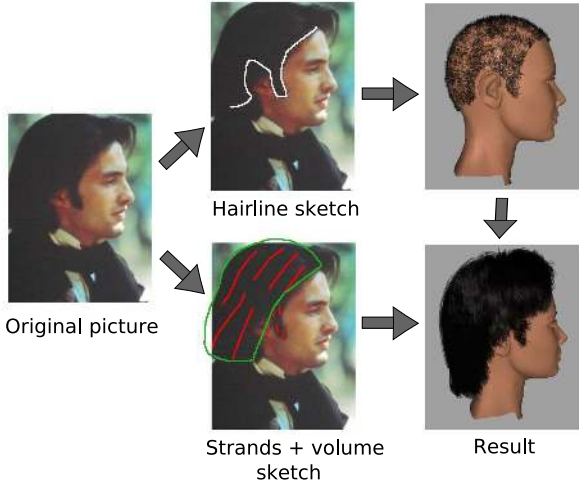 Hairline sketch
Original picture
Strands + volume
sketch
Result